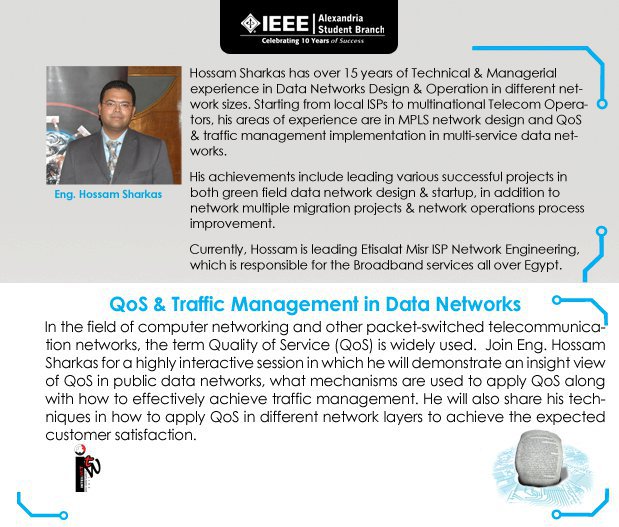 IEEE
Alexandria
Student Branch
Celebrating 10 Years of Success
Hossam Sharkas has over 15 years of Technical & Managerial
experience in Data Networks Design & Operation in different net-
work sizes. Starting from local ISPs to multinational Telecom Opera-
tors, his areas of experience are in MPLS network design and QoS
& traffic management implementation in multi-service data net-
works.
Eng. Hossam Sharkas
His achievements include leading various successful projects in
both green field data network design & startup, in addition to
network multiple migration projects & network operations process
improvement.
Currently, Hossam is leading Etisalat Misr ISP Network Engineering,
which is responsible for the Broadband services all over Egypt.
QoS & Traffic Management in Data Networks
In the field of computer networking and other packet-switched telecommunica-
tion networks, the term Quality of Service (QoS) is widely used.  Join Eng. Hossam
Sharkas for a highly interactive session in which he will demonstrate an insight view
of QoS in public data networks, what mechanisms are used to apply QoS along
with how to effectively achieve traffic management. He will also share his tech-
niques in how to apply QoS in different network layers to achieve the expected
customer satisfaction.